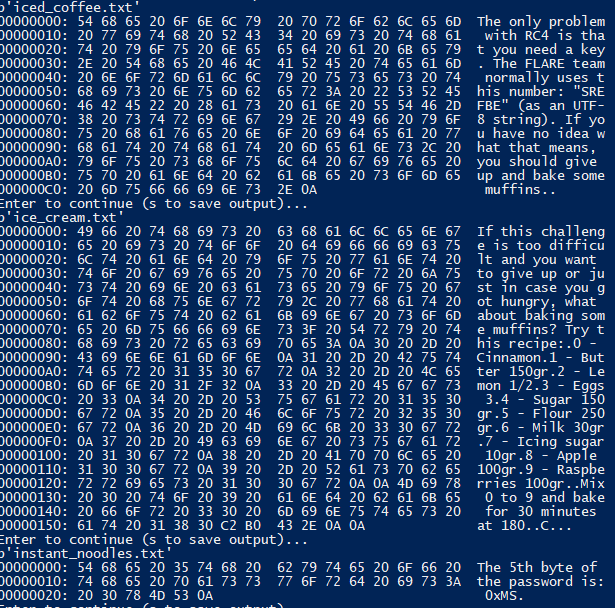 b'iced_coffee.txt'
00000000: 54 68 65 20 6F 6E 6C 79  20 70 72 6F 62 6C 65 6D  The only problem
00000010: 20 77 69 74 68 20 52 43  34 20 69 73 20 74 68 61   with RC4 is tha
00000020: 74 20 79 6F 75 20 6E 65  65 64 20 61 20 6B 65 79  t you need a key
00000030: 2E 20 54 68 65 20 46 4C  41 52 45 20 74 65 61 6D  . The FLARE team
00000040: 20 6E 6F 72 6D 61 6C 6C  79 20 75 73 65 73 20 74   normally uses t
00000050: 68 69 73 20 6E 75 6D 62  65 72 3A 20 22 53 52 45  his number: "SRE
00000060: 46 42 45 22 20 28 61 73  20 61 6E 20 55 54 46 2D  FBE" (as an UTF-
00000070: 38 20 73 74 72 69 6E 67  29 2E 20 49 66 20 79 6F  8 string). If yo
00000080: 75 20 68 61 76 65 20 6E  6F 20 69 64 65 61 20 77  u have no idea w
00000090: 68 61 74 20 74 68 61 74  20 6D 65 61 6E 73 2C 20  hat that means, 
000000A0: 79 6F 75 20 73 68 6F 75  6C 64 20 67 69 76 65 20  you should give 
000000B0: 75 70 20 61 6E 64 20 62  61 6B 65 20 73 6F 6D 65  up and bake some
000000C0: 20 6D 75 66 66 69 6E 73  2E 0A                     muffins..
Enter to continue (s to save output)...
b'ice_cream.txt'
00000000: 49 66 20 74 68 69 73 20  63 68 61 6C 6C 65 6E 67  If this challeng
00000010: 65 20 69 73 20 74 6F 6F  20 64 69 66 66 69 63 75  e is too difficu
00000020: 6C 74 20 61 6E 64 20 79  6F 75 20 77 61 6E 74 20  lt and you want 
00000030: 74 6F 20 67 69 76 65 20  75 70 20 6F 72 20 6A 75  to give up or ju
00000040: 73 74 20 69 6E 20 63 61  73 65 20 79 6F 75 20 67  st in case you g
00000050: 6F 74 20 68 75 6E 67 72  79 2C 20 77 68 61 74 20  ot hungry, what 
00000060: 61 62 6F 75 74 20 62 61  6B 69 6E 67 20 73 6F 6D  about baking som
00000070: 65 20 6D 75 66 66 69 6E  73 3F 20 54 72 79 20 74  e muffins? Try t
00000080: 68 69 73 20 72 65 63 69  70 65 3A 0A 30 20 2D 20  his recipe:.0 - 
00000090: 43 69 6E 6E 61 6D 6F 6E  0A 31 20 2D 20 42 75 74  Cinnamon.1 - But
000000A0: 74 65 72 20 31 35 30 67  72 0A 32 20 2D 20 4C 65  ter 150gr.2 - Le
000000B0: 6D 6F 6E 20 31 2F 32 0A  33 20 2D 20 45 67 67 73  mon 1/2.3 - Eggs
000000C0: 20 33 0A 34 20 2D 20 53  75 67 61 72 20 31 35 30   3.4 - Sugar 150
000000D0: 67 72 0A 35 20 2D 20 46  6C 6F 75 72 20 32 35 30  gr.5 - Flour 250
000000E0: 67 72 0A 36 20 2D 20 4D  69 6C 6B 20 33 30 67 72  gr.6 - Milk 30gr
000000F0: 0A 37 20 2D 20 49 63 69  6E 67 20 73 75 67 61 72  .7 - Icing sugar
00000100: 20 31 30 67 72 0A 38 20  2D 20 41 70 70 6C 65 20   10gr.8 - Apple 
00000110: 31 30 30 67 72 0A 39 20  2D 20 52 61 73 70 62 65  100gr.9 - Raspbe
00000120: 72 72 69 65 73 20 31 30  30 67 72 0A 0A 4D 69 78  rries 100gr..Mix
00000130: 20 30 20 74 6F 20 39 20  61 6E 64 20 62 61 6B 65   0 to 9 and bake
00000140: 20 66 6F 72 20 33 30 20  6D 69 6E 75 74 65 73 20   for 30 minutes 
00000150: 61 74 20 31 38 30 C2 B0  43 2E 0A 0A              at 180..C...
Enter to continue (s to save output)...
b'instant_noodles.txt'
00000000: 54 68 65 20 35 74 68 20  62 79 74 65 20 6F 66 20  The 5th byte of 
00000010: 74 68 65 20 70 61 73 73  77 6F 72 64 20 69 73 3A  the password is:
00000020: 20 30 78 4D 53 0A                                  0xMS.
Enter to continue (s to save output)...